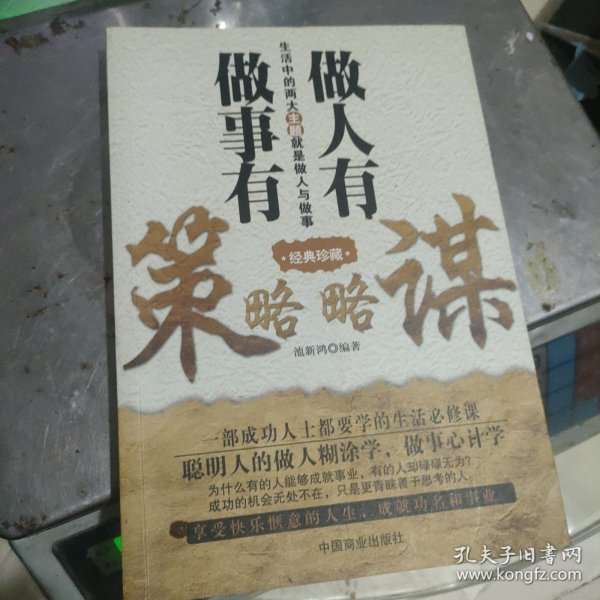 做人有
谋略
生活中的两大主题就是做人与做事
做事有
策略
经典珍藏
池新鸿◎编著
一部成功人士都要学的生活必修课
聪明人的做人糊涂学，做事心计学
为什么有的人能够成就事业，有的人却碌碌无为？
成功的机会无处不在，只是更青睐善于思考的人。
享受快乐惬意的人生，成就功名和事业
中国商业出版社
孔夫子旧书网
www.kongfz.com